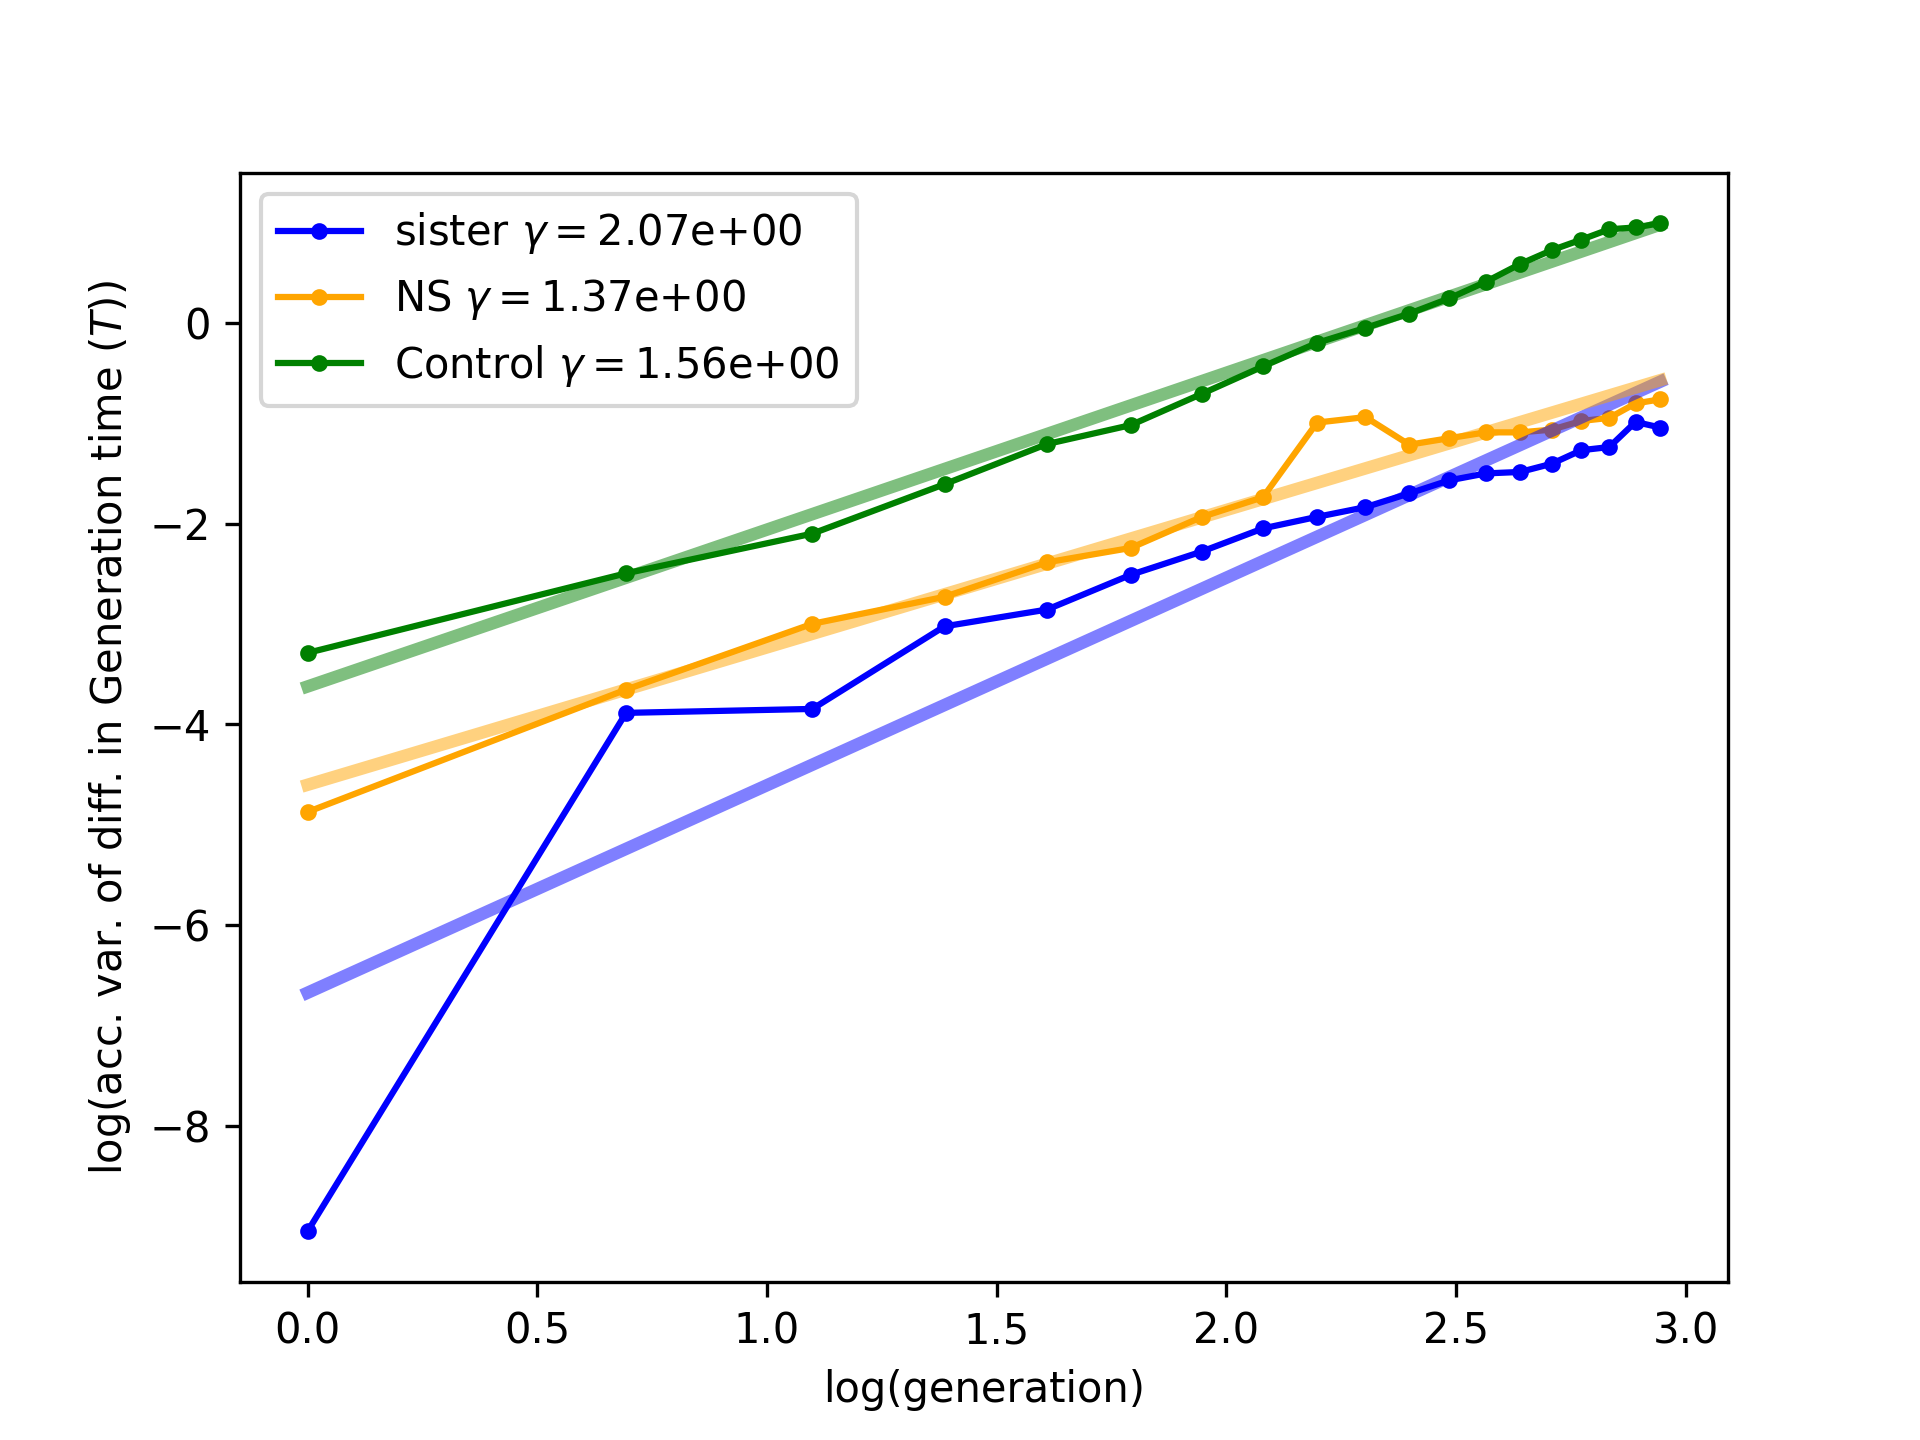 sister γ = 2.07e+00
NS γ = 1.37e+00
Control γ = 1.56e+00
log(acc. var. of diff. in Generation time (T))
0
−2
−4
−6
−8
0.0 0.5 1.0 1.5 2.0 2.5 3.0
log(generation)